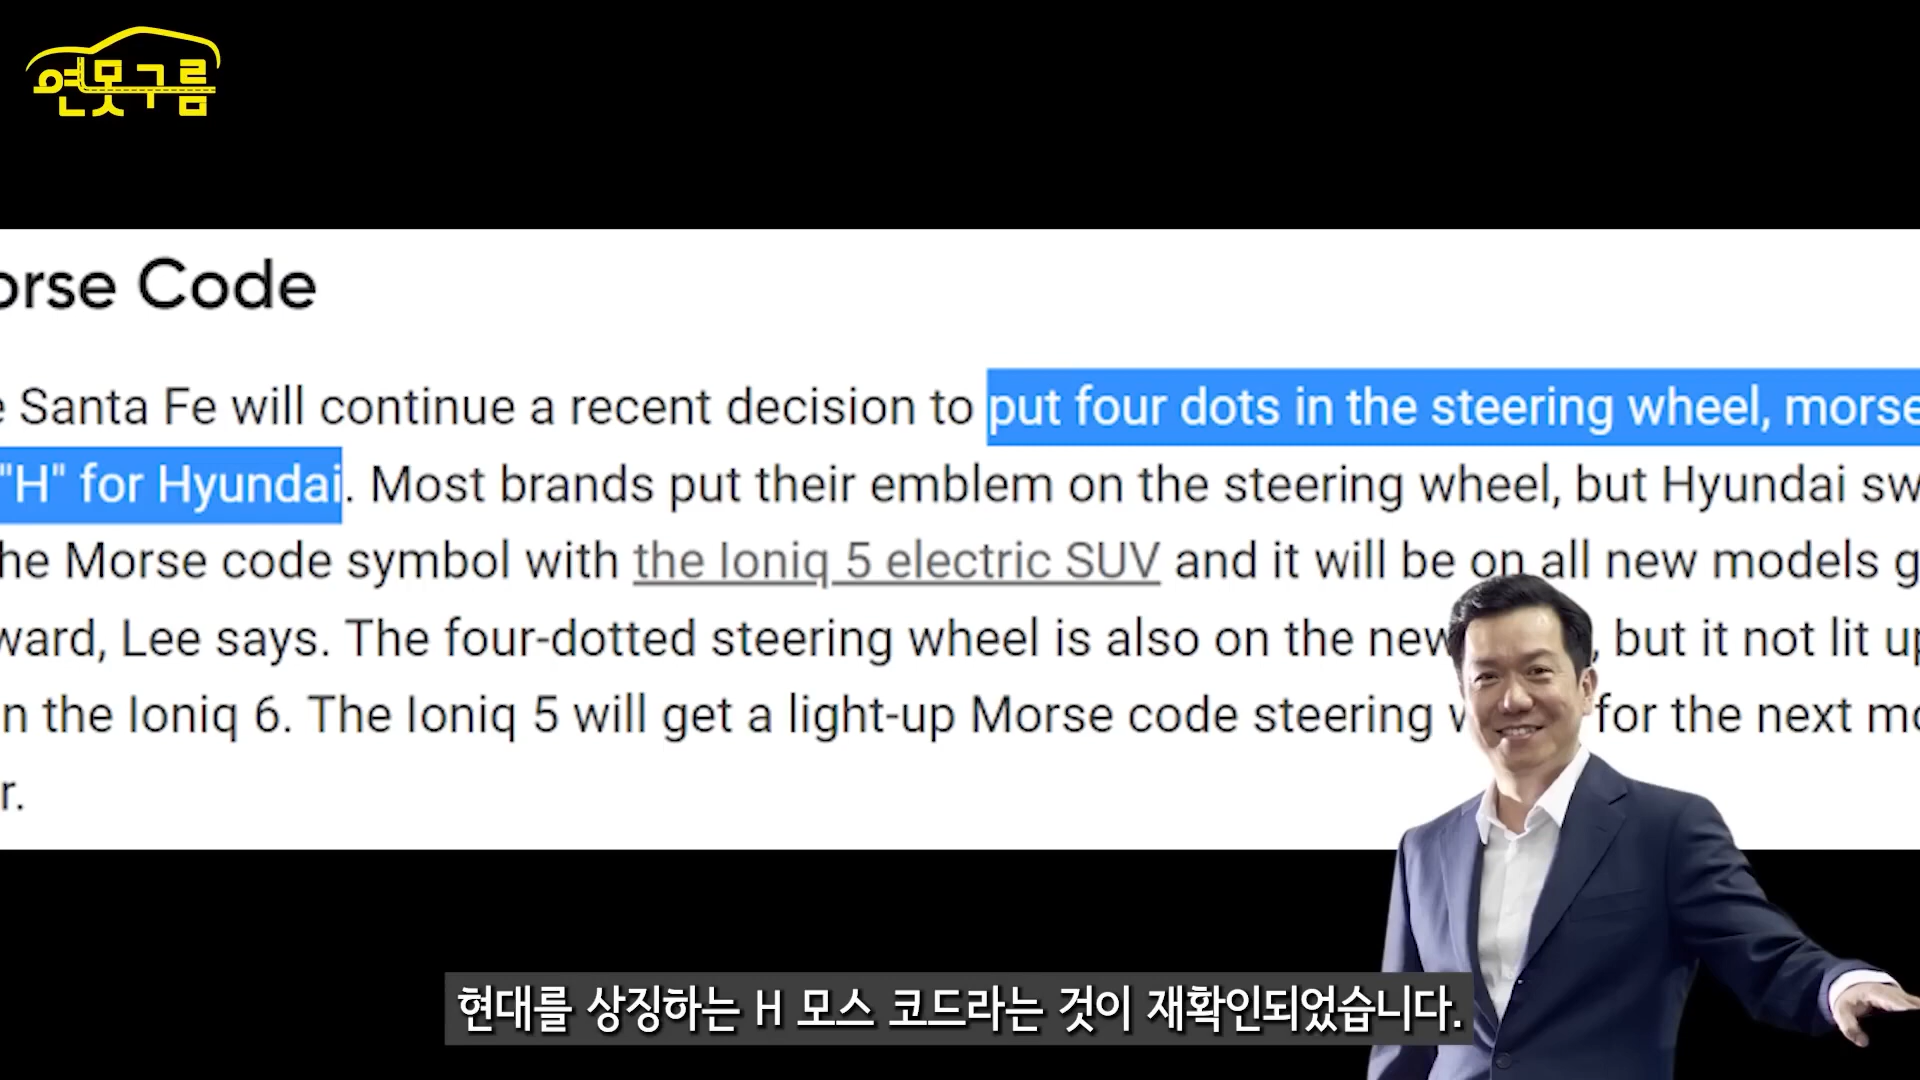 연못구름
orse Code
e Santa Fe will continue a recent decision to put four dots in the steering wheel, morse
"H" for Hyundai. Most brands put their emblem on the steering wheel, but Hyundai sw
he Morse code symbol with the Ioniq 5 electric SUV and it will be on all new models g
ward, Lee says. The four-dotted steering wheel is also on the new , but it not lit up
n the Ioniq 6. The Ioniq 5 will get a light-up Morse code steering w for the next mo
r.
현대를 상징하는 H 모스 코드라는 것이 재확인되었습니다.